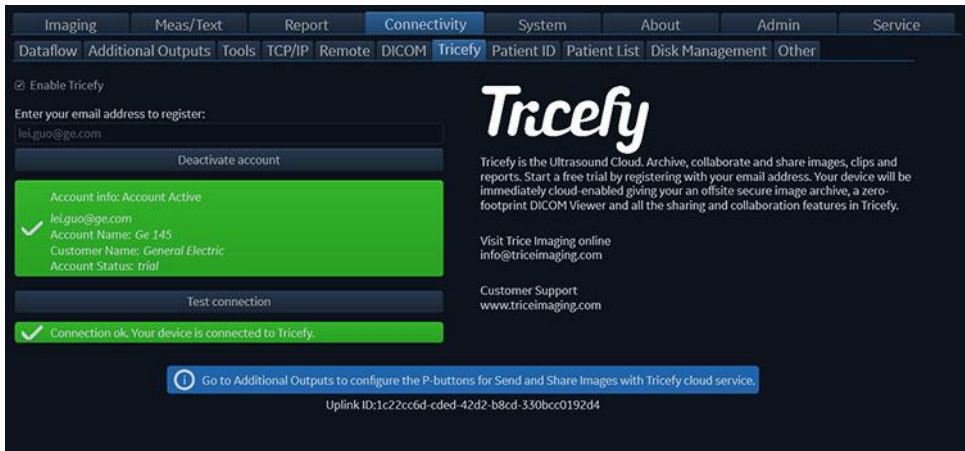 Imaging Meas/Text Report Connectivity System About Admin Service
Dataflow Additional Outputs Tools TCP/IP Remote DICOM Tricefy Patient ID Patient List Disk Management Other
Enable Tricefy
Enter your email address to register:
lei.guo@ge.com
Deactivate account
Account info: Account Active
lei.guo@ge.com
Account Name: Ge 145
Customer Name: General Electric
Account Status: trial
Test connection
Connection ok. Your device is connected to Tricefy.
Tricefy
Tricefy is the Ultrasound Cloud. Archive, collaborate and share images, clips and
reports. Start a free trial by registering with your email address. Your device will be
immediately cloud-enabled giving your an offsite secure image archive, a zero-
footprint DICOM Viewer and all the sharing and collaboration features in Tricefy.
Visit Trice Imaging online
info@triceimaging.com
Customer Support
www.triceimaging.com
Go to Additional Outputs to configure the P-buttons for Send and Share Images with Tricefy cloud service.
Uplink ID:1c22cc6d-cded-42d2-b8cd-330bcc0192d4